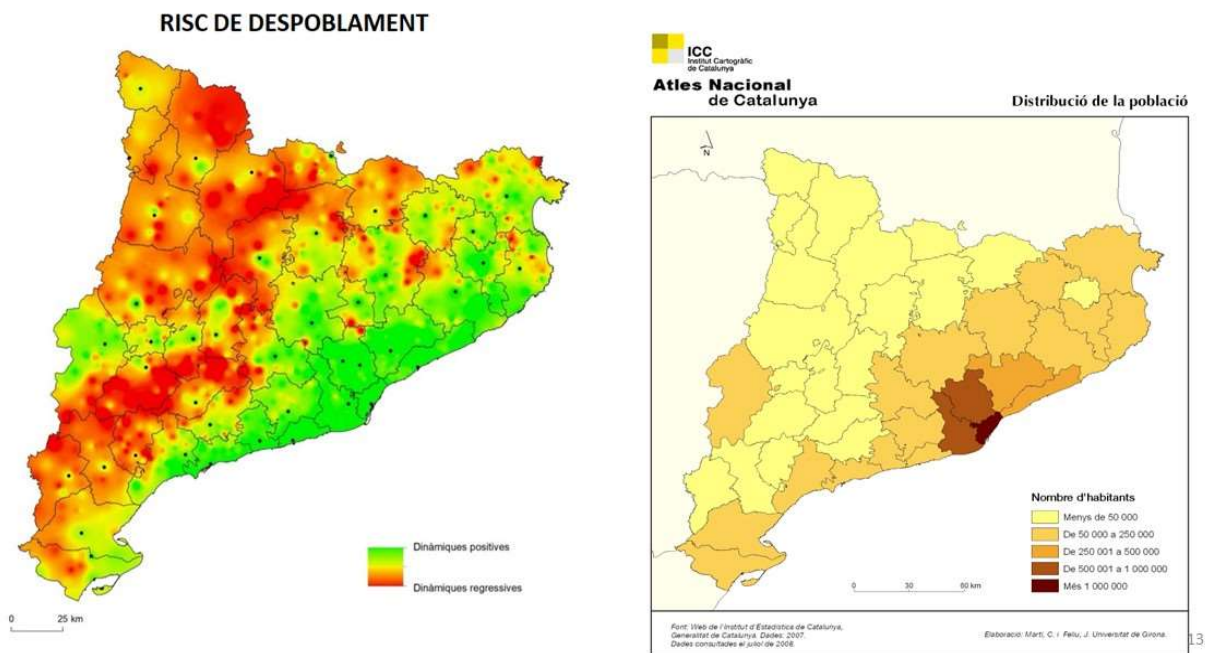 RISC DE DESPOBLAMENT
Dinàmiques positives
Dinàmiques regressives
0 25 km
ICC
Institut Cartogràfic
de Catalunya
Atles Nacional
de Catalunya
Distribució de la població
N
Nombre d'habitants
Menys de 50 000
De 50 000 a 250 000
De 250 001 a 500 000
De 500 001 a 1 000 000
Més 1 000 000
0 30 60 km
Font: Web de l'Institut d'Estadística de Catalunya,
Generalitat de Catalunya. Dades: 2007.
Dades consultades el juliol de 2008.
Elaboració: Martí, C. i Feliu, J. Universitat de Girona.
13